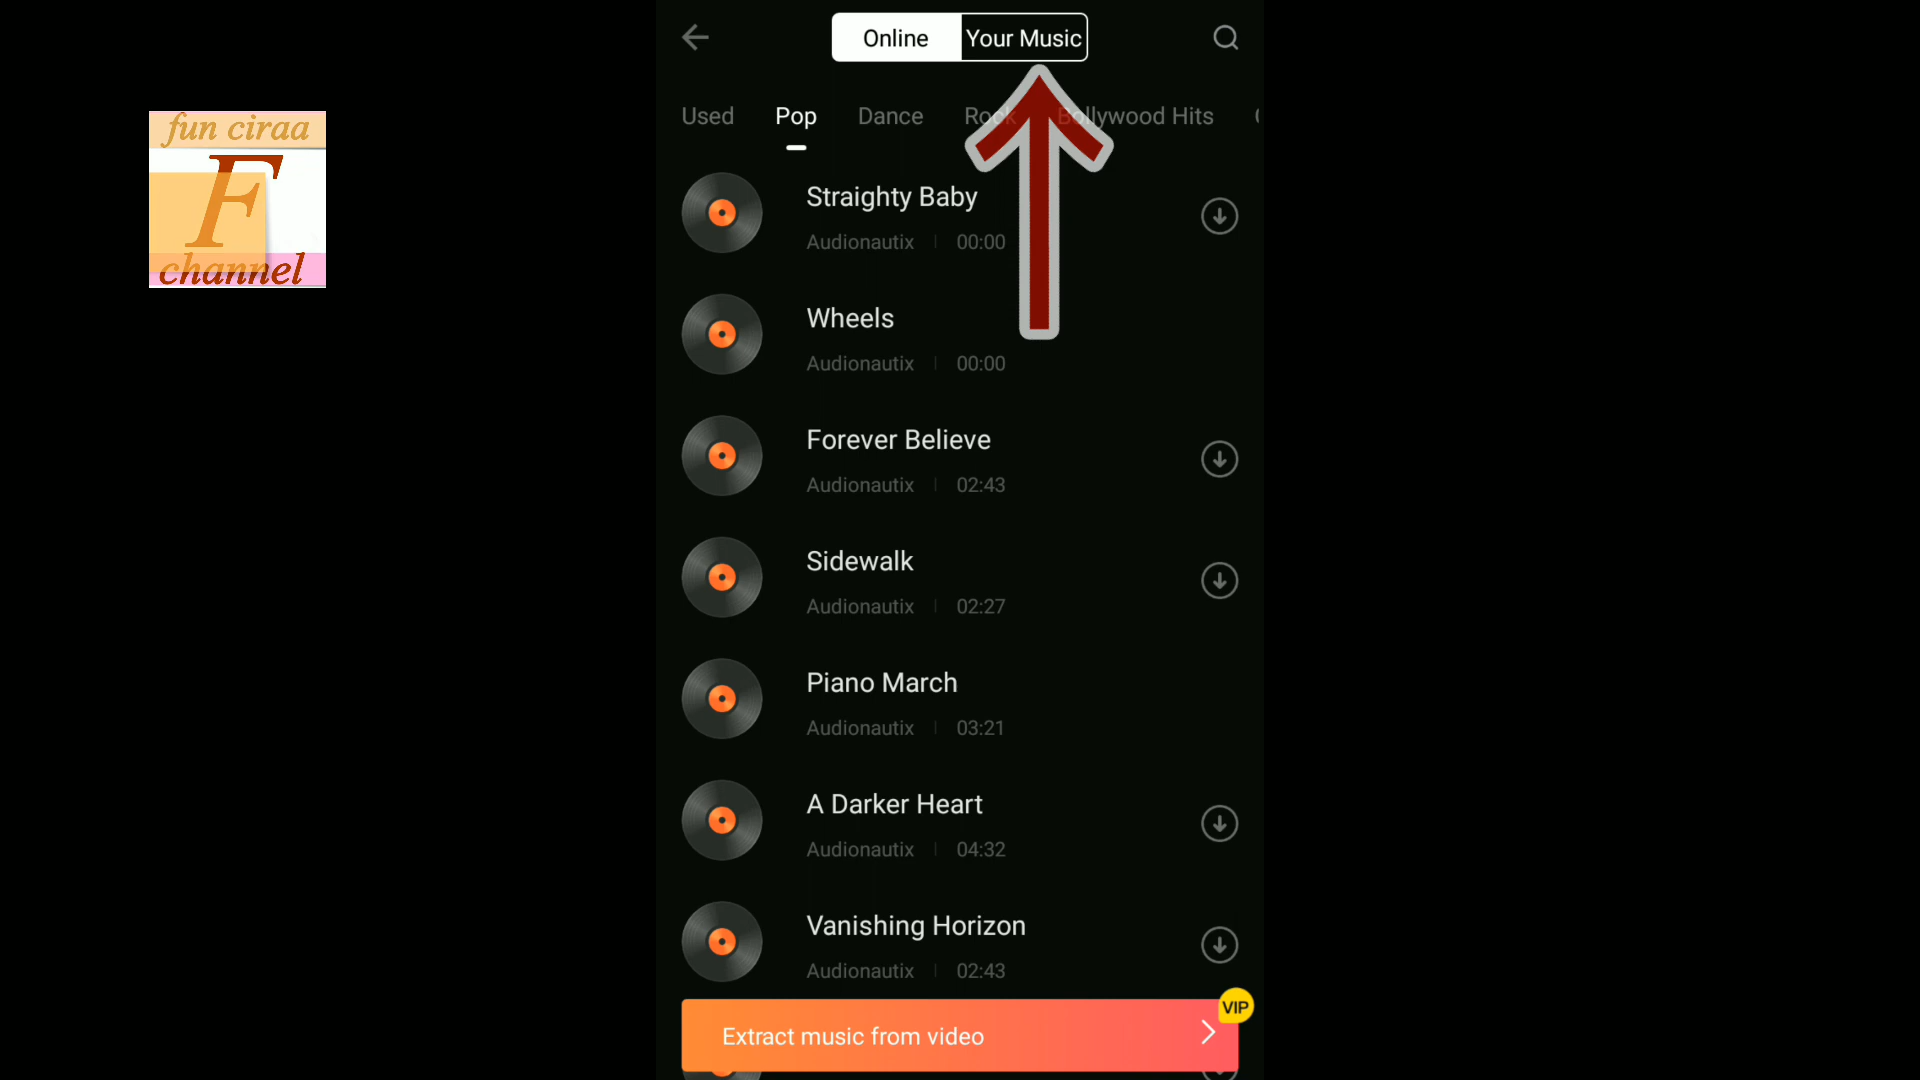 fun ciraa
F
channel
Online
Your Music
Used
Pop
Dance
Rock
Bollywood Hits
Straighty Baby
Audionautix
00:00
Wheels
Audionautix
00:00
Forever Believe
Audionautix
02:43
Sidewalk
Audionautix
02:27
Piano March
Audionautix
03:21
A Darker Heart
Audionautix
04:32
Vanishing Horizon
Audionautix
02:43
VIP
Extract music from video